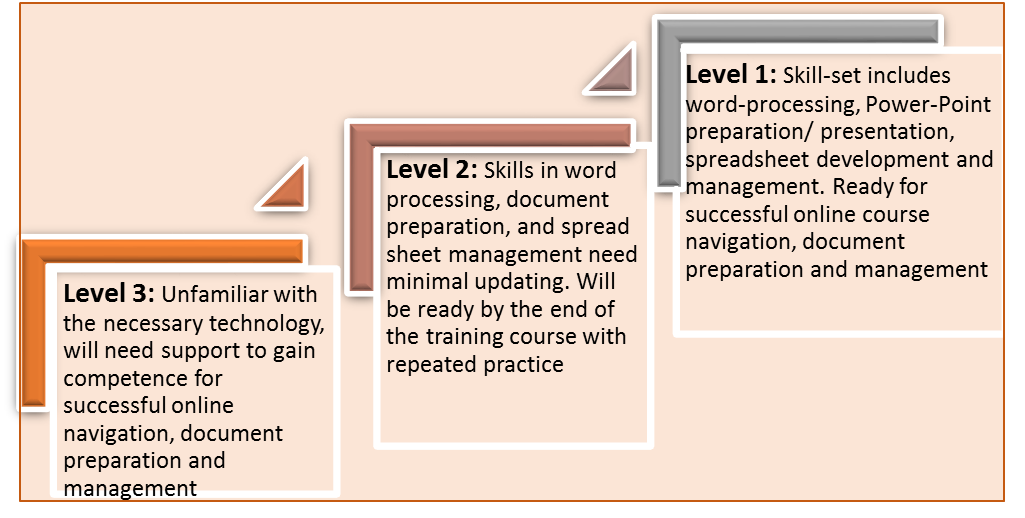 Level 3: Unfamiliar with
the necessary technology,
will need support to gain
competence for
successful online
navigation, document
preparation and
management
Level 2: Skills in word
processing, document
preparation, and spread
sheet management need
minimal updating. Will
be ready by the end of
the training course with
repeated practice
Level 1: Skill-set includes
word-processing, Power-Point
preparation/ presentation,
spreadsheet development and
management. Ready for
successful online course
navigation, document
preparation and management